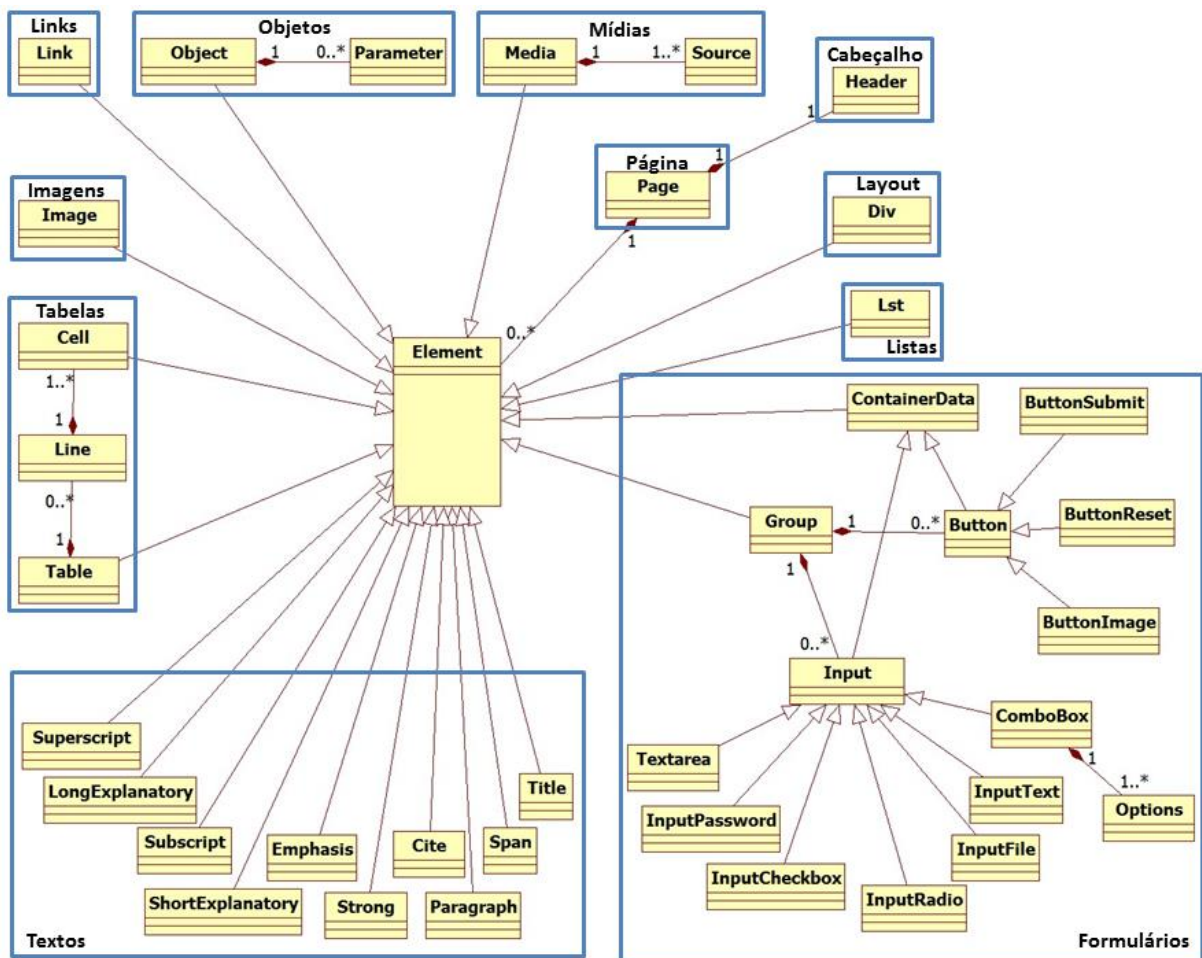 Links
Link
Objetos
Object
1
0..*
Parameter
Mídias
Media
1
1..*
Source
Cabeçalho
Header
1
1
Página
Page
1
Imagens
Image
Layout
Div
Tabelas
Cell
1..*
1
Line
0..*
1
Table
0..*
Element
Lst
Listas
ContainerData
ButtonSubmit
Group
1
0..*
Button
ButtonReset
1
ButtonImage
0..*
Input
ComboBox
1
1..*
Options
Textarea
InputText
InputPassword
InputFile
InputCheckbox
InputRadio
Formulários
Superscript
LongExplanatory
Title
Subscript
Emphasis
Cite
Span
ShortExplanatory
Strong
Paragraph
Textos